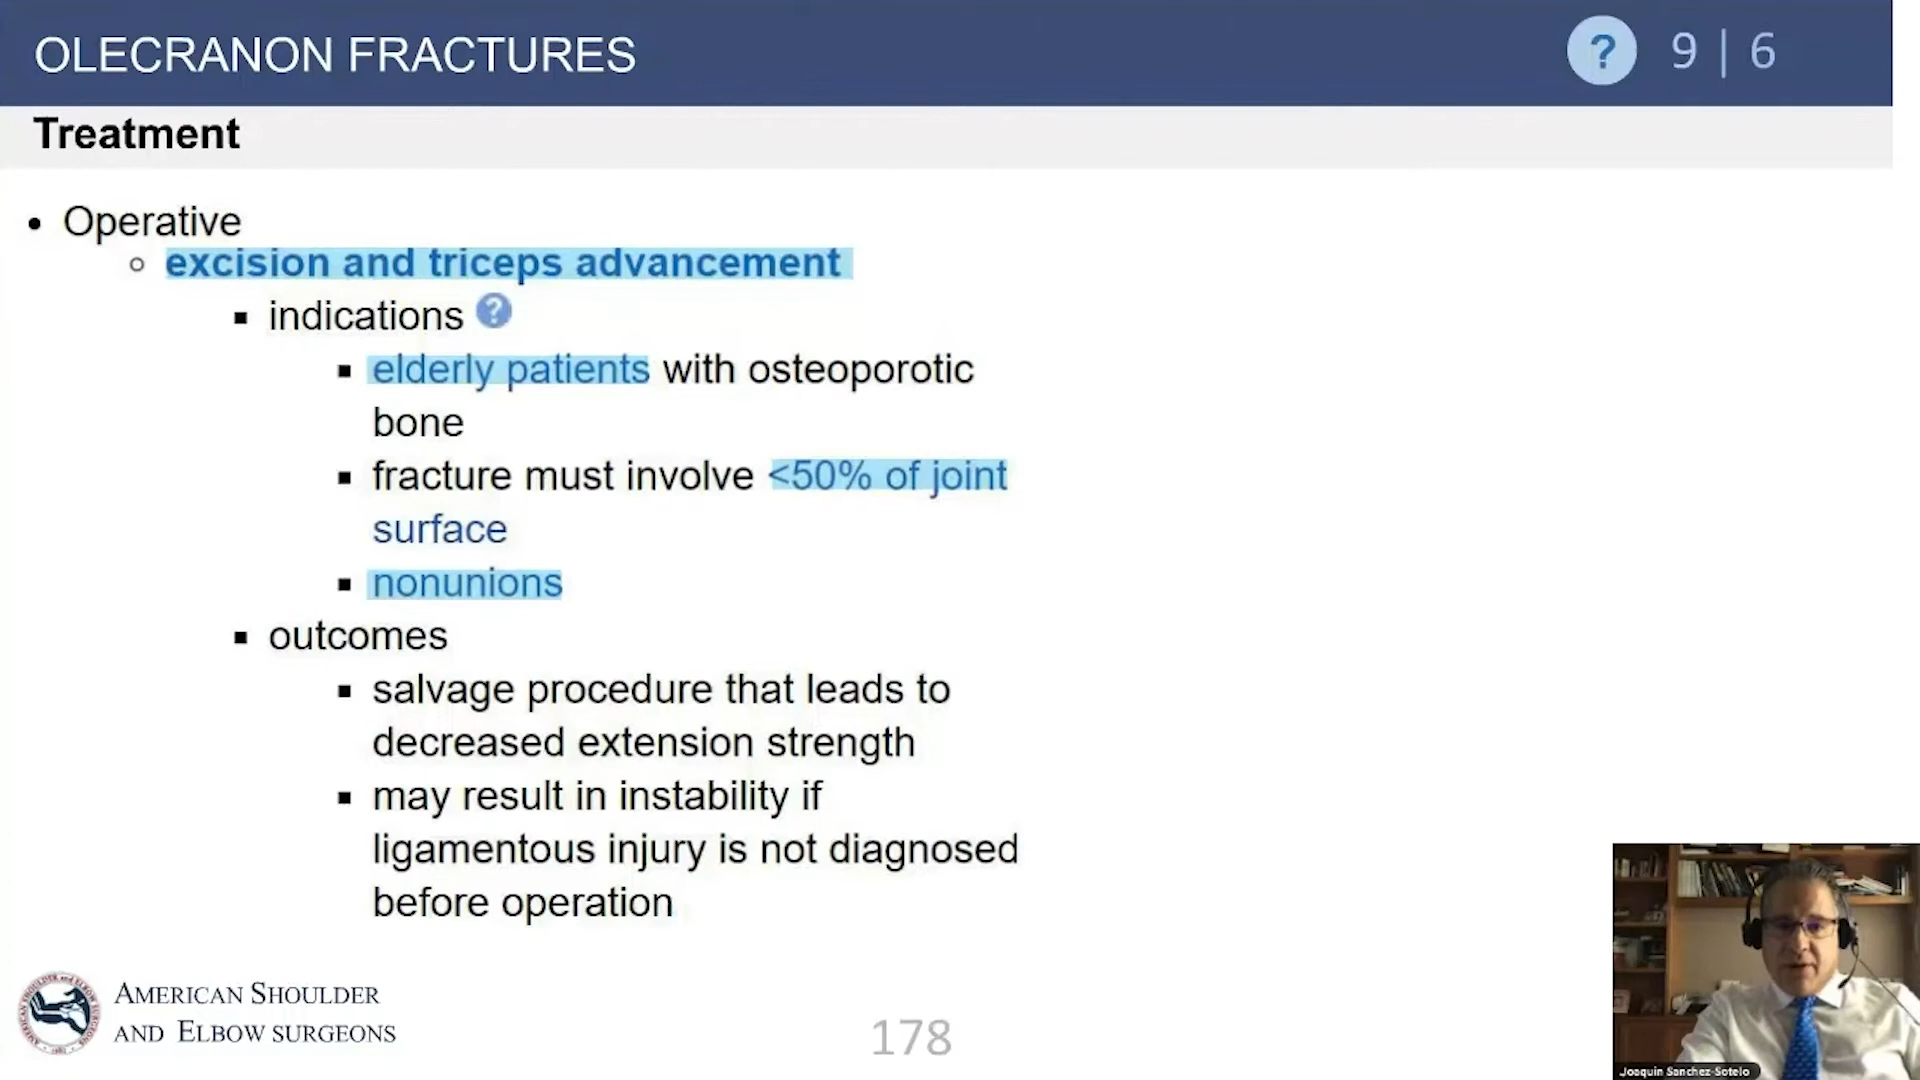 OLECRANON FRACTURES
? 9 | 6
Treatment
• Operative
excision and triceps advancement
indications ?
elderly patients with osteoporotic
bone
fracture must involve <50% of joint
surface
nonunions
outcomes
salvage procedure that leads to
decreased extension strength
may result in instability if
ligamentous injury is not diagnosed
before operation
AMERICAN SHOULDER
AND ELBOW SURGEONS
178
Joaquin Sanchez-Sotelo